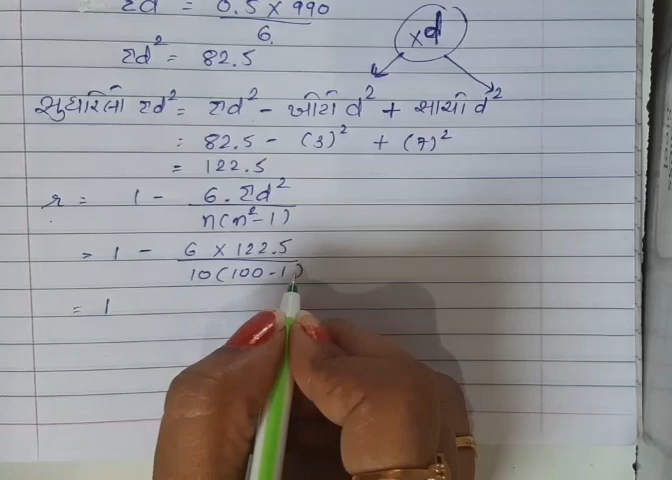 Σd² = 0.5 × 990 / 6
Σd² = 82.5
×d
સુધારેલો Σd² = Σd² - ખોટો d² + સાચો d²
= 82.5 - (3)² + (7)²
= 122.5
r = 1 - 6.Σd² / n(n²-1)
= 1 - 6 × 122.5 / 10(100-1)
= 1